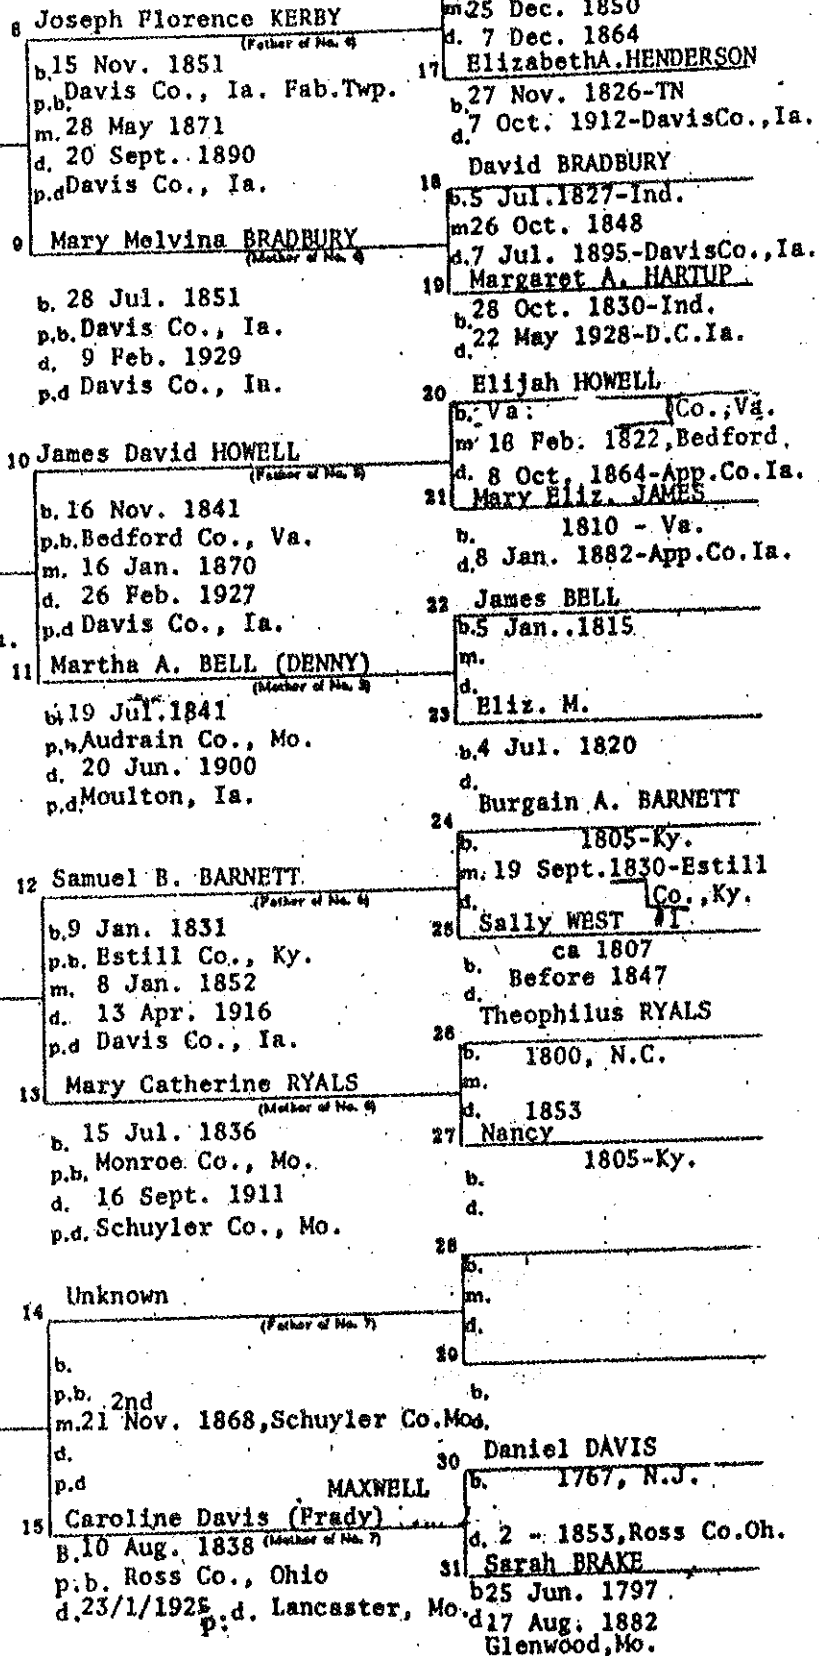 8 Joseph Florence KERBY
(Father of No. 4)
b.15 Nov. 1851
p.b.Davis Co., Ia. Fab.Twp.
m. 28 May 1871
d. 20 Sept. 1890
p.d Davis Co., Ia.
9 Mary Melvina BRADBURY
(Mother of No. 4)
b. 28 Jul. 1851
p.b. Davis Co., Ia.
d. 9 Feb. 1929
p.d Davis Co., Ia.
10 James David HOWELL
(Father of No. 5)
b. 16 Nov. 1841
p.b. Bedford Co., Va.
m. 16 Jan. 1870
d. 26 Feb. 1927
p.d Davis Co., Ia.
11 Martha A. BELL (DENNY)
(Mother of No. 5)
b. 19 Jul. 1841
p.b. Audrain Co., Mo.
d. 20 Jun. 1900
p.d. Moulton, Ia.
12 Samuel B. BARNETT
(Father of No. 6)
b.9 Jan. 1831
p.b. Estill Co., Ky.
m. 8 Jan. 1852
d. 13 Apr. 1916
p.d Davis Co., Ia.
13 Mary Catherine RYALS
(Mother of No. 6)
b. 15 Jul. 1836
p.b. Monroe Co., Mo.
d. 16 Sept. 1911
p.d. Schuyler Co., Mo.
14 Unknown
(Father of No. 7)
b.
p.b. 2nd
m.21 Nov. 1868,Schuyler Co.Mo.
d.
p.d
MAXWELL
15 Caroline Davis (Prady)
(Mother of No. 7)
B.10 Aug. 1838
p.b. Ross Co., Ohio
d.23/1/1925 p.d. Lancaster, Mo.
m 25 Dec. 1850
d. 7 Dec. 1864
17 ElizabethA.HENDERSON
b.27 Nov. 1826-TN
d.7 Oct. 1912-DavisCo.,Ia.
18 David BRADBURY
b.5 Jul.1827-Ind.
m26 Oct. 1848
d.7 Jul. 1895-DavisCo.,Ia.
19 Margaret A. HARTUP
b.28 Oct. 1830-Ind.
d.22 May 1928-D.C.Ia.
20 Elijah HOWELL
b. Va. Co.,Va.
m 18 Feb. 1822,Bedford
d. 8 Oct. 1864-App.Co.Ia.
21 Mary Eliz. JAMES
b. 1810 - Va.
d.8 Jan. 1882-App.Co.Ia.
22 James BELL
b.5 Jan..1815
m.
d.
23 Eliz. M.
b.4 Jul. 1820
d.
24 Burgain A. BARNETT
b. 1805-Ky.
m. 19 Sept.1830-Estill
d. Co.,Ky.
25 Sally WEST #1
b. ca 1807
d. Before 1847
26 Theophilus RYALS
b. 1800, N.C.
m.
d. 1853
27 Nancy
b. 1805-Ky.
d.
28
b.
m.
d.
29
b.
d.
30 Daniel DAVIS
b. 1767, N.J.
d. 2 - 1853,Ross Co.Oh.
31 Sarah BRAKE
b25 Jun. 1797
d17 Aug. 1882
Glenwood,Mo.